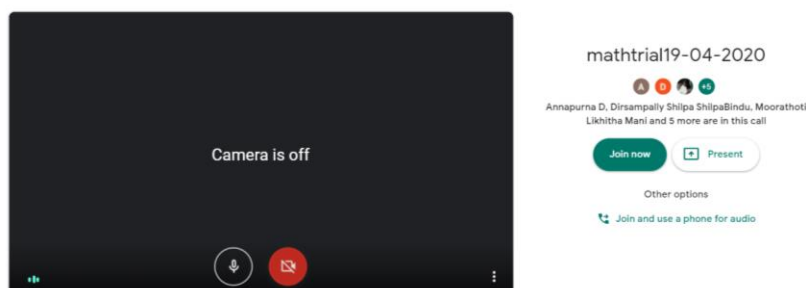 Camera is off
mathtrial19-04-2020
A D +5
Annapurna D, Dirsampally Shilpa ShilpaBindu, Moorathoti
Likhitha Mani and 5 more are in this call
Join now
Present
Other options
Join and use a phone for audio